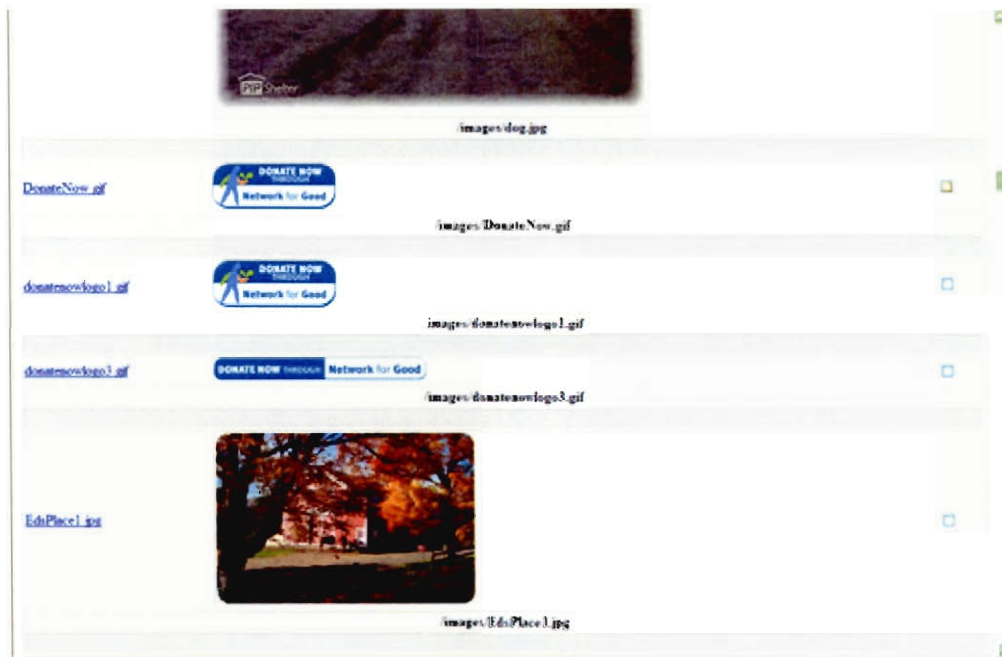 PHPShelter
/images/dog.jpg
DonateNow.gif
DONATE NOW
THROUGH
Network for Good
/images/DonateNow.gif
donatenowlogo1.gif
DONATE NOW
THROUGH
Network for Good
/images/donatenowlogo1.gif
donatenowlogo3.gif
DONATE NOW THROUGH Network for Good
/images/donatenowlogo3.gif
EdsPlace1.jpg
/images/EdsPlace1.jpg